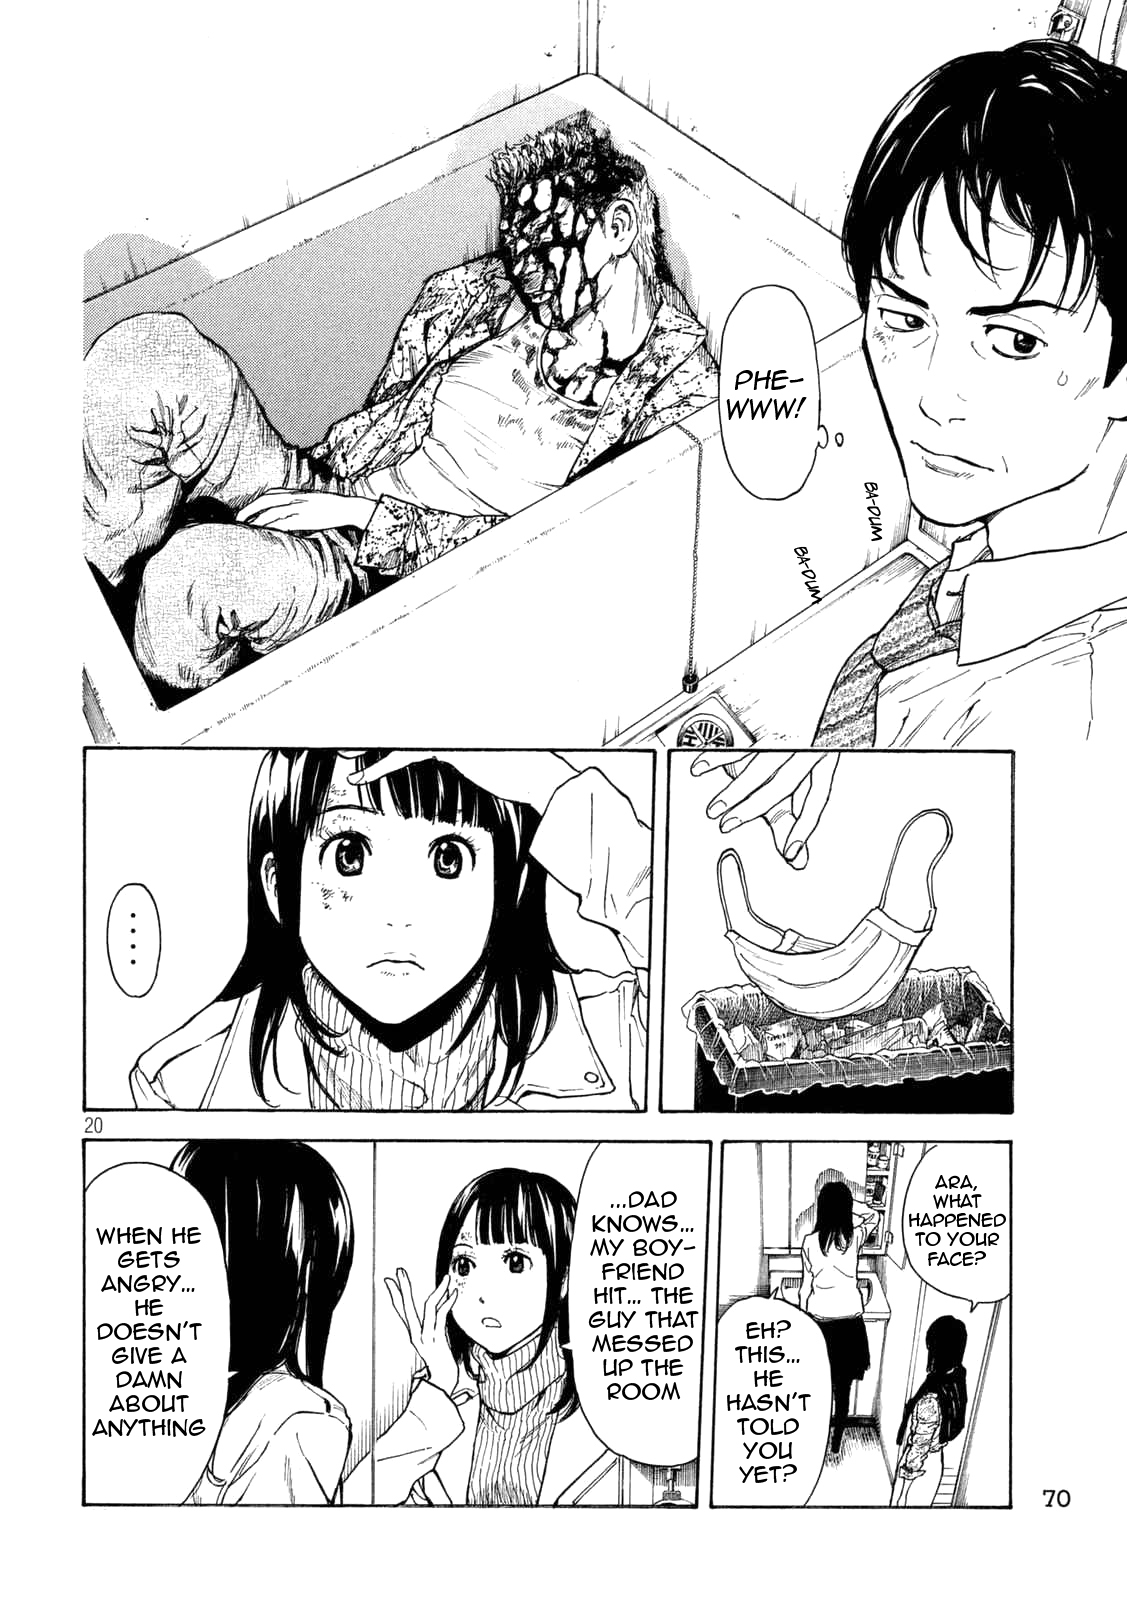 PHE-
WWW!
BA-DUM
BA-DUM
....
20
ARA,
WHAT
HAPPENED
TO YOUR
FACE?
EH?
THIS...
HE
HASN'T
TOLD
YOU
YET?
...DAD
KNOWS...
MY BOY-
FRIEND
HIT... THE
GUY THAT
MESSED
UP THE
ROOM
WHEN HE
GETS
ANGRY...
HE
DOESN'T
GIVE A
DAMN
ABOUT
ANYTHING
70